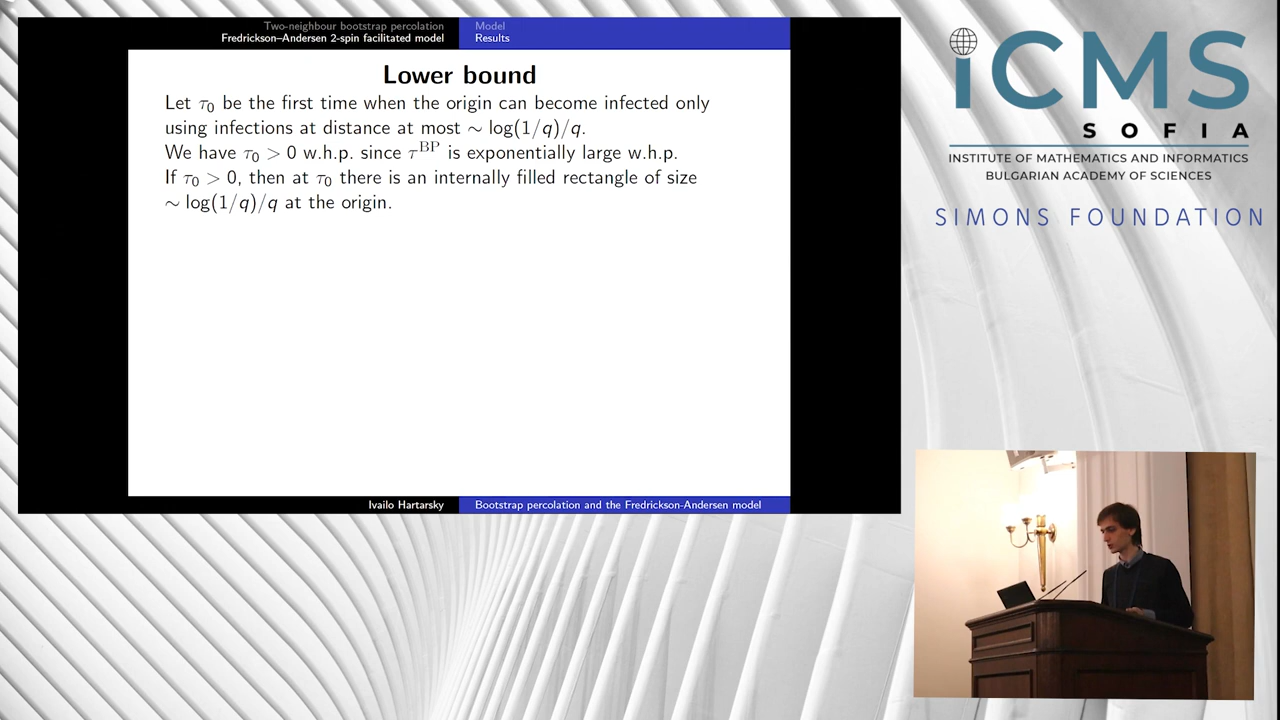 Two-neighbour bootstrap percolation
Fredrickson–Andersen 2-spin facilitated model
Model
Results
Lower bound
Let τ₀ be the first time when the origin can become infected only
using infections at distance at most ∼ log(1/q)/q.
We have τ₀ > 0 w.h.p. since τᴮᴾ is exponentially large w.h.p.
If τ₀ > 0, then at τ₀ there is an internally filled rectangle of size
∼ log(1/q)/q at the origin.
Ivailo Hartarsky
Bootstrap percolation and the Fredrickson-Andersen model
iCMS
SOFIA
INSTITUTE OF MATHEMATICS AND INFORMATICS
BULGARIAN ACADEMY OF SCIENCES
SIMONS FOUNDATION